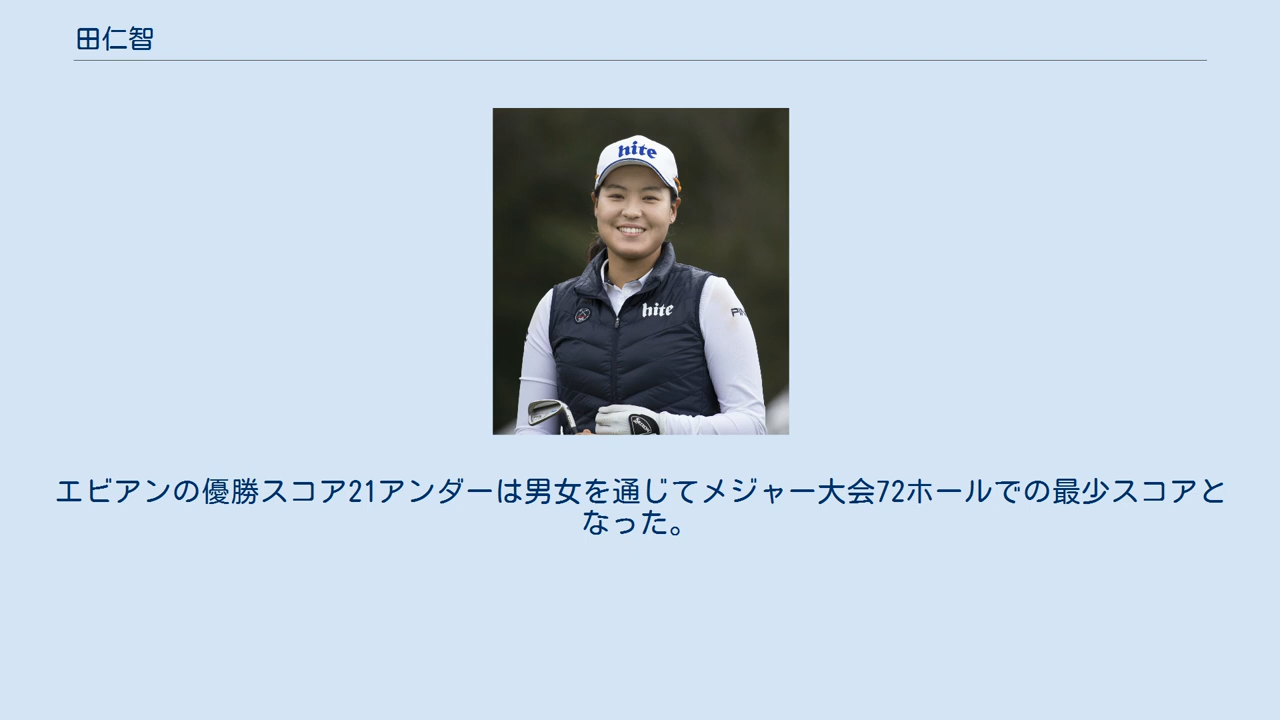 田仁智
hite
hite
エビアンの優勝スコア21アンダーは男女を通じてメジャー大会72ホールでの最少スコアと
なった。